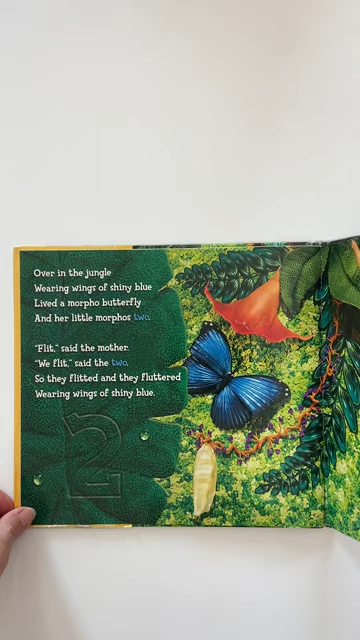 Over in the jungle
Wearing wings of shiny blue
Lived a morpho butterfly
And her little morphos two.
"Flit," said the mother.
"We flit," said the two.
So they flitted and they fluttered
Wearing wings of shiny blue.
2